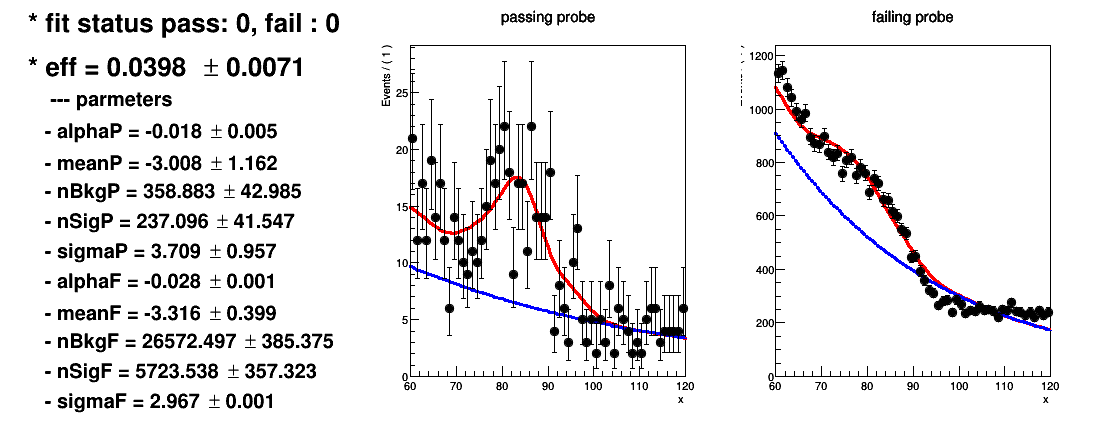 * fit status pass: 0, fail : 0
* eff = 0.0398 ± 0.0071
--- parmeters
- alphaP = -0.018 ± 0.005
- meanP = -3.008 ± 1.162
- nBkgP = 358.883 ± 42.985
- nSigP = 237.096 ± 41.547
- sigmaP = 3.709 ± 0.957
- alphaF = -0.028 ± 0.001
- meanF = -3.316 ± 0.399
- nBkgF = 26572.497 ± 385.375
- nSigF = 5723.538 ± 357.323
- sigmaF = 2.967 ± 0.001
passing probe
Events / ( 1 )
25
20
15
10
5
0
60 70 80 90 100 110 120
x
failing probe
1200
1000
800
600
400
200
0
60 70 80 90 100 110 120
x